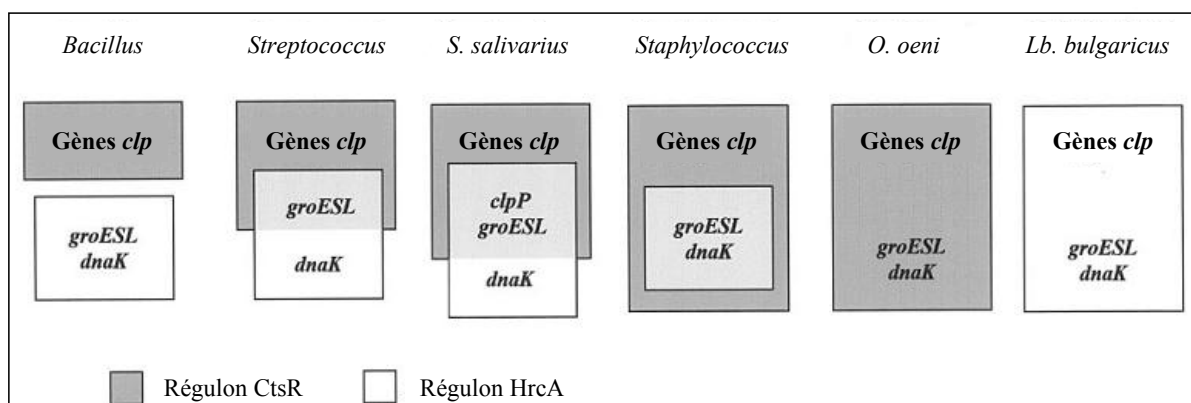 Bacillus Streptococcus S. salivarius Staphylococcus O. oeni Lb. bulgaricus
Gènes clp Gènes clp Gènes clp Gènes clp Gènes clp Gènes clp
groESL
dnaK
groESL
dnaK
clpP
groESL
dnaK
groESL
dnaK
groESL
dnaK
groESL
dnaK
Régulon CtsR Régulon HrcA